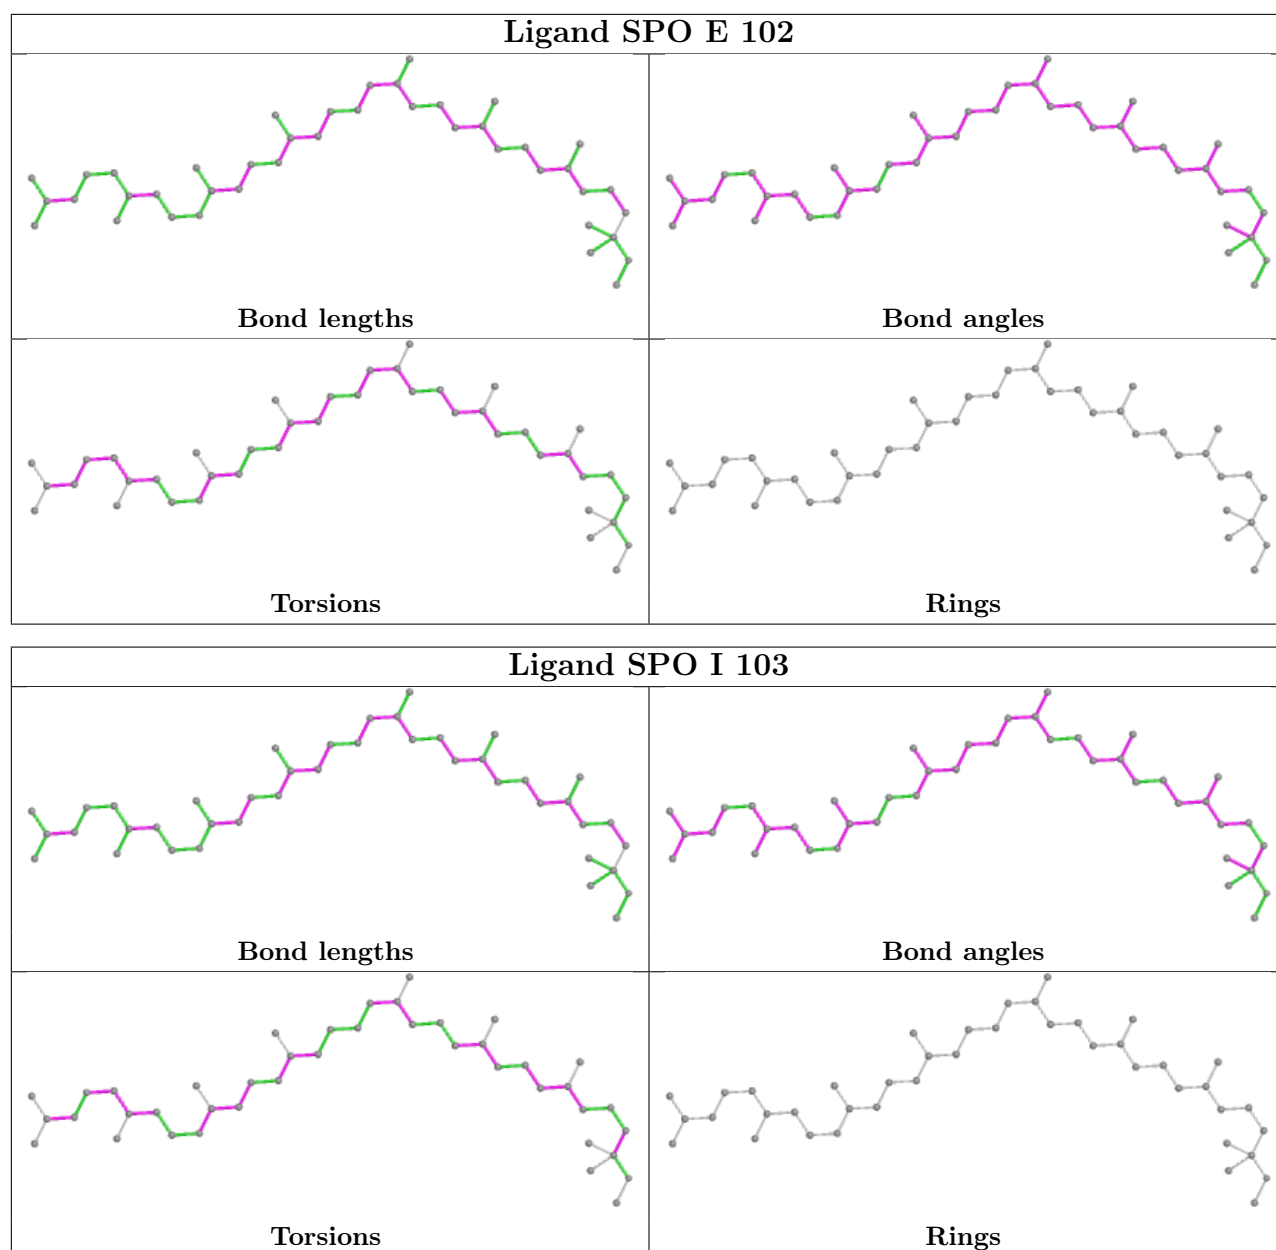 Ligand SPO E 102
Bond lengths
Bond angles
Torsions
Rings
Ligand SPO I 103
Bond lengths
Bond angles
Torsions
Rings